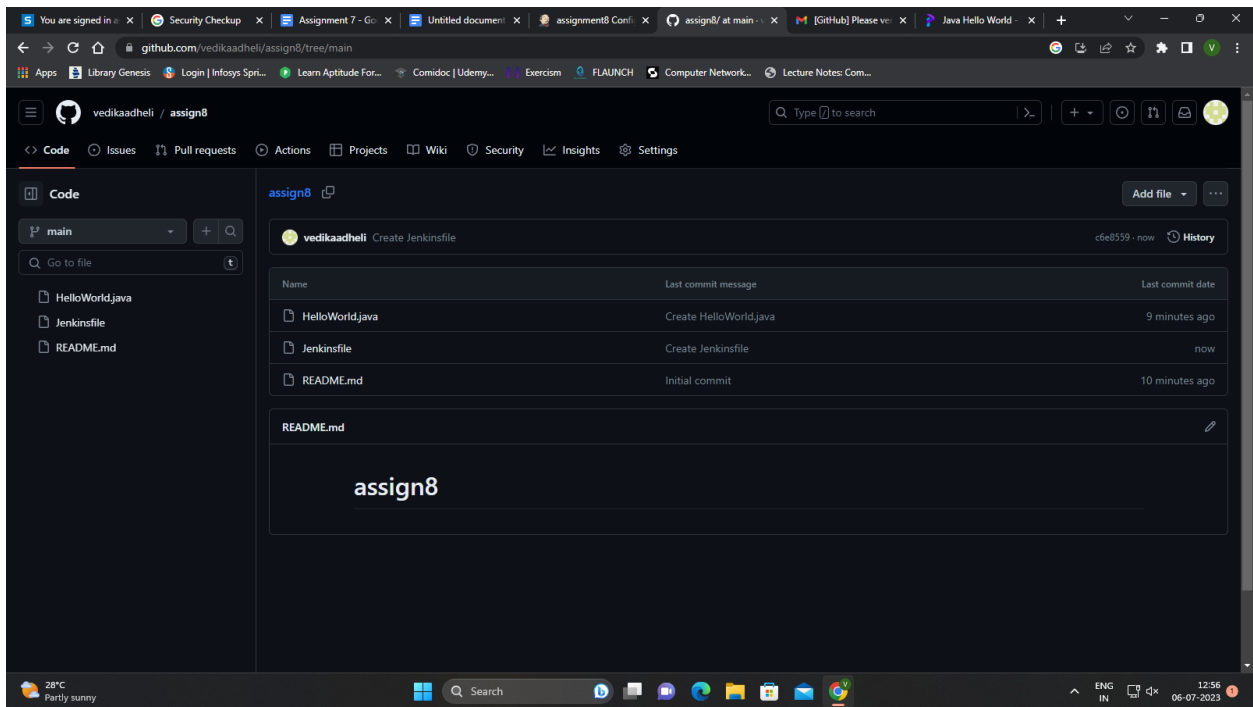 You are signed in a
Security Checkup
Assignment 7 - Go
Untitled document
assignment8 Confi
assign8/ at main · v
[GitHub] Please ver
Java Hello World -
github.com/vedikaadheli/assign8/tree/main
V
Apps
Library Genesis
Login | Infosys Spri...
Learn Aptitude For...
Comidoc | Udemy...
Exercism
FLAUNCH
Computer Network...
Lecture Notes: Com...
vedikaadheli / assign8
Type / to search
Code
Issues
Pull requests
Actions
Projects
Wiki
Security
Insights
Settings
Code
main
Go to file
t
HelloWorld.java
Jenkinsfile
README.md
assign8
Add file
vedikaadheli Create Jenkinsfile
c6e8559 · now
History
Name Last commit message Last commit date
HelloWorld.java Create HelloWorld.java 9 minutes ago
Jenkinsfile Create Jenkinsfile now
README.md Initial commit 10 minutes ago
README.md
assign8
28°C
Partly sunny
Search
V
ENG
IN
12:56
06-07-2023
1